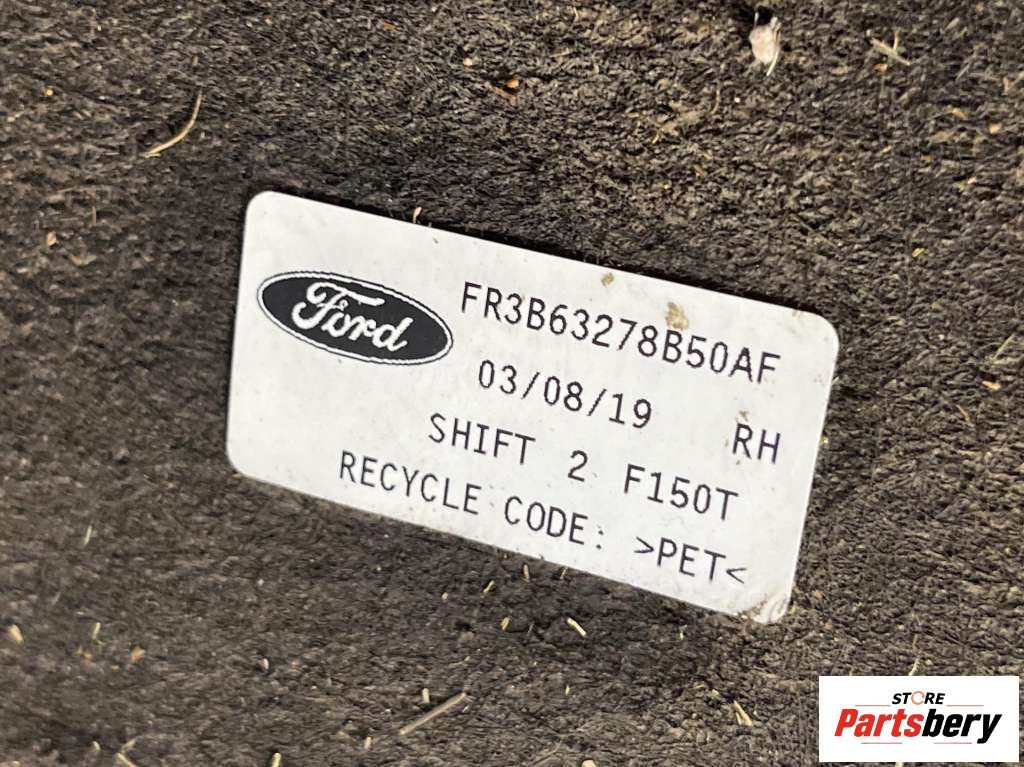 Ford
FR3B63278B50AF
03/08/19 RH
SHIFT 2 F150T
RECYCLE CODE: >PET<
STORE
Partsbery